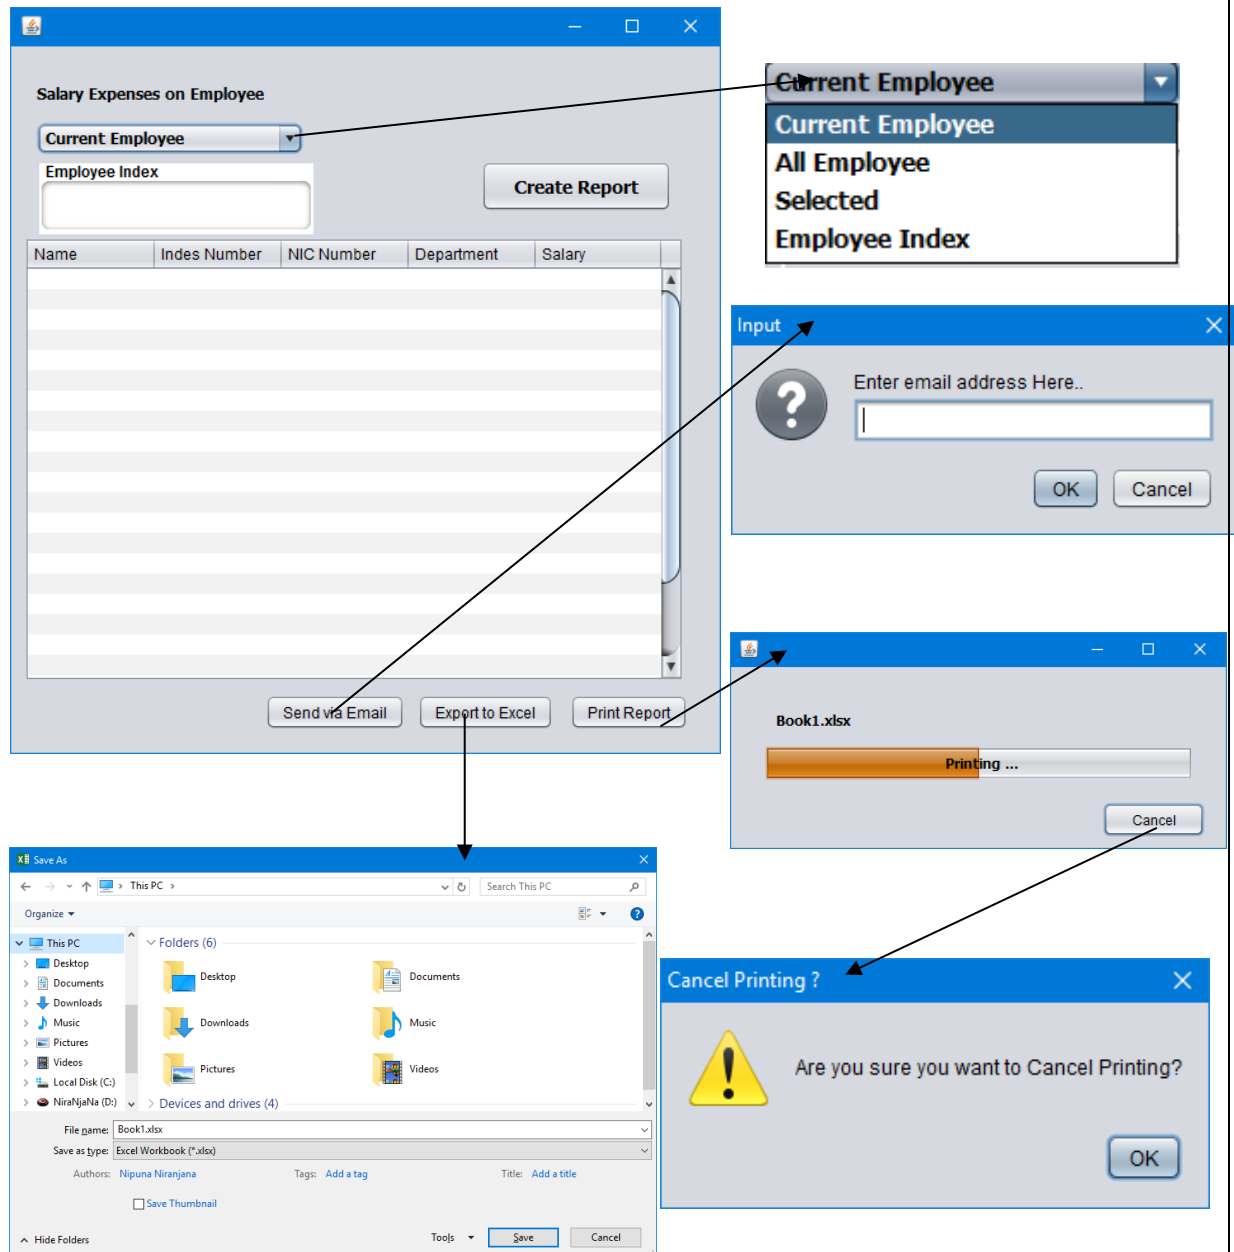 Salary Expenses on Employee
Current Employee
Employee Index
Create Report
Name Indes Number NIC Number Department Salary
Send via Email Export to Excel Print Report
Current Employee
Current Employee
All Employee
Selected
Employee Index
Input
Enter email address Here..
OK Cancel
Book1.xlsx
Printing ...
Cancel
Save As
This PC
Search This PC
Organize
This PC
Desktop
Documents
Downloads
Music
Pictures
Videos
Local Disk (C:)
NiraNjaNa (D:)
Folders (6)
Desktop Documents
Downloads Music
Pictures Videos
Devices and drives (4)
File name: Book1.xlsx
Save as type: Excel Workbook (*.xlsx)
Authors: Nipuna Niranjana Tags: Add a tag Title: Add a title
Save Thumbnail
Hide Folders Tools Save Cancel
Cancel Printing ?
Are you sure you want to Cancel Printing?
OK